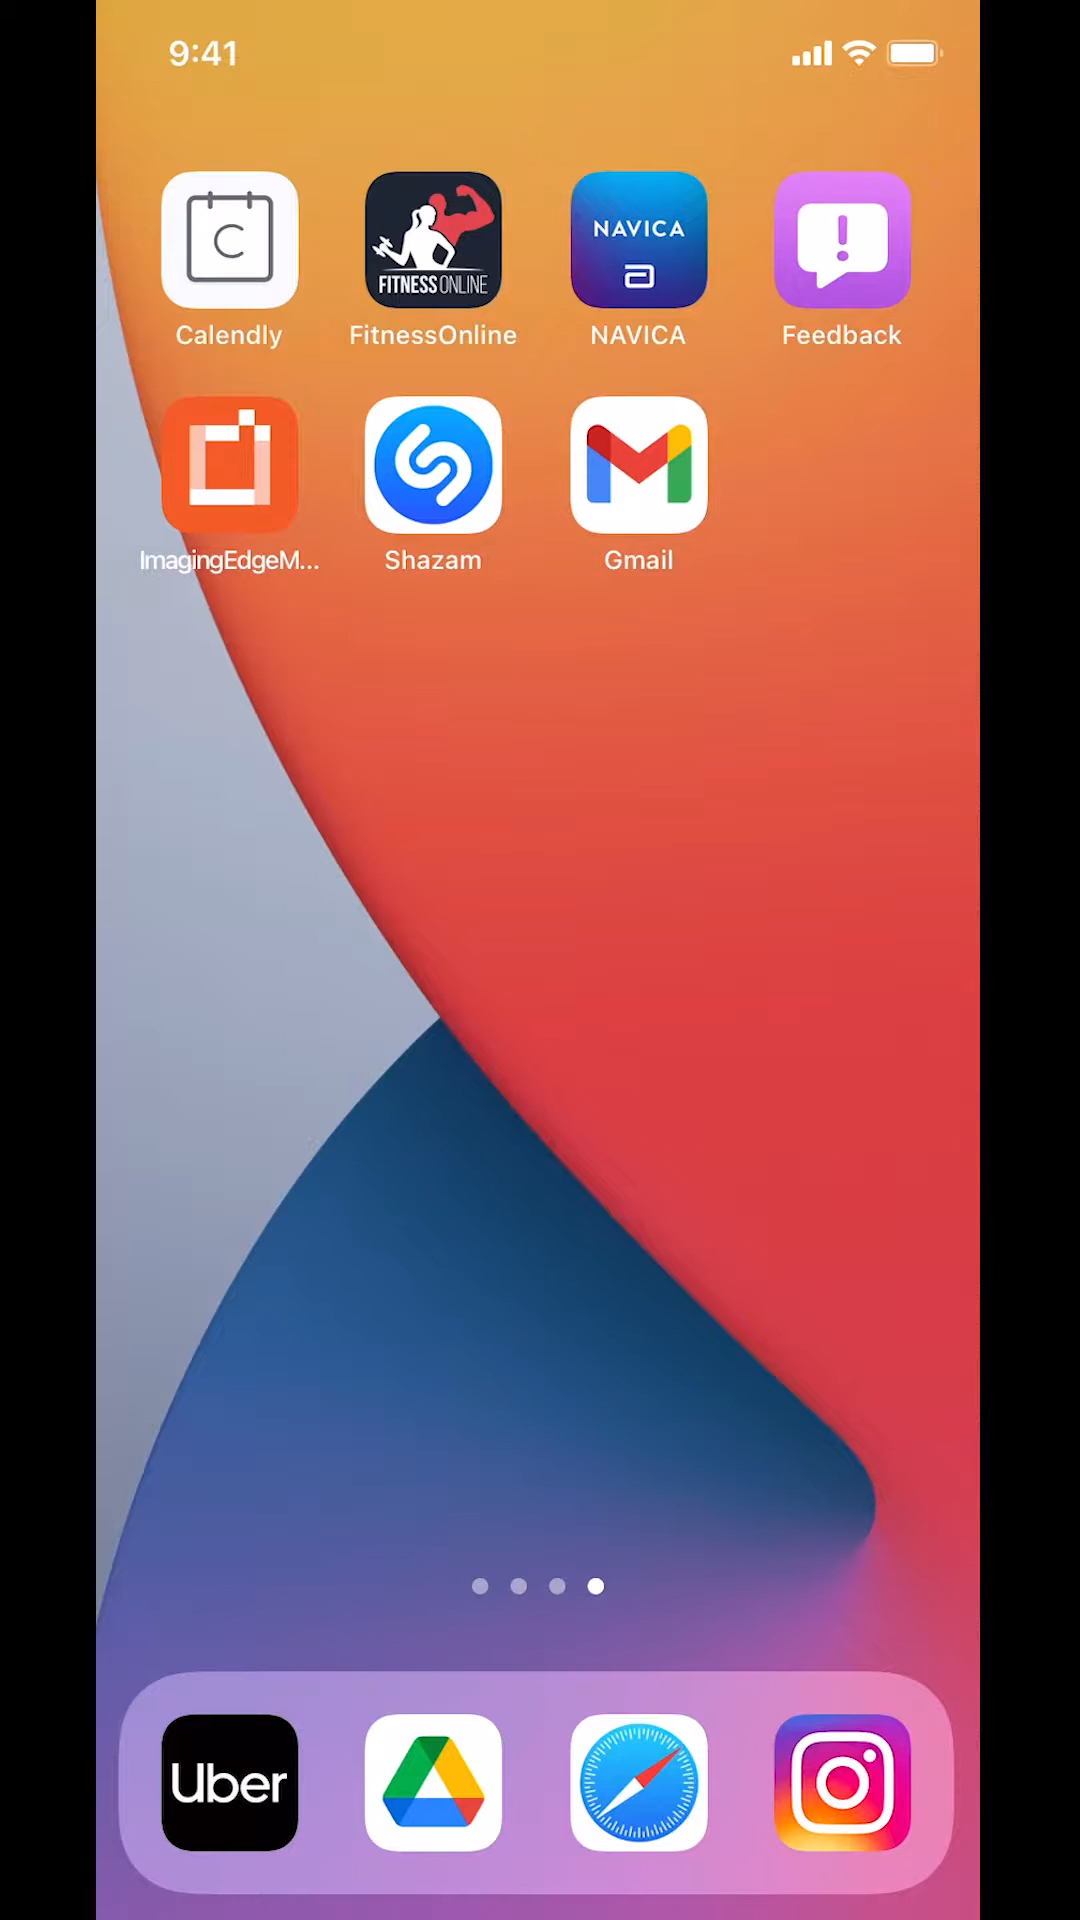 9:41
C
FITNESS ONLINE
NAVICA
Calendly
FitnessOnline
NAVICA
Feedback
ImagingEdgeM...
Shazam
Gmail
Uber